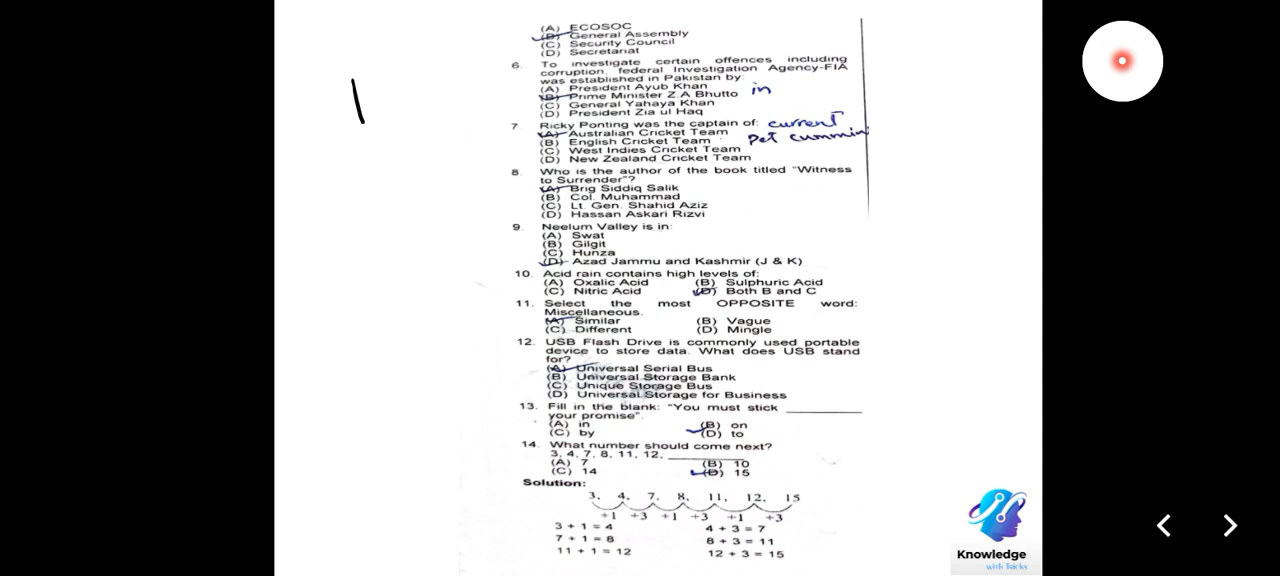 (A) ECOSOC
(B) General Assembly
(C) Security Council
(D) Secretariat
6. To investigate certain offences including
corruption, federal Investigation Agency-FIA
was established in Pakistan by:
(A) President Ayub Khan
(B) Prime Minister Z.A Bhutto in
(C) General Yahaya Khan
(D) President Zia ul Haq
7 Ricky Ponting was the captain of: current
(A) Australian Cricket Team
(B) English Cricket Team Pet cummin
(C) West Indies Cricket Team
(D) New Zealand Cricket Team
8. Who is the author of the book titled "Witness
to Surrender"?
(A) Brig Siddiq Salik
(B) Col. Muhammad
(C) Lt. Gen. Shahid Aziz
(D) Hassan Askari Rizvi
9. Neelum Valley is in:
(A) Swat
(B) Gilgit
(C) Hunza
(D) Azad Jammu and Kashmir (J & K)
10. Acid rain contains high levels of:
(A) Oxalic Acid (B) Sulphuric Acid
(C) Nitric Acid (D) Both B and C
11. Select the most OPPOSITE word:
Miscellaneous.
(A) Similar (B) Vague
(C) Different (D) Mingle
12. USB Flash Drive is commonly used portable
device to store data. What does USB stand
for?
(A) Universal Serial Bus
(B) Universal Storage Bank
(C) Unique Storage Bus
(D) Universal Storage for Business
13. Fill in the blank: "You must stick ________
your promise".
(A) in (B) on
(C) by (D) to
14. What number should come next?
3, 4, 7, 8, 11, 12, ________
(A) 7 (B) 10
(C) 14 (D) 15
Solution:
3, 4, 7, 8, 11, 12, 15
+1 +3 +1 +3 +1 +3
3 + 1 = 4 4 + 3 = 7
7 + 1 = 8 8 + 3 = 11
11 + 1 = 12 12 + 3 = 15
Knowledge
with Tricks